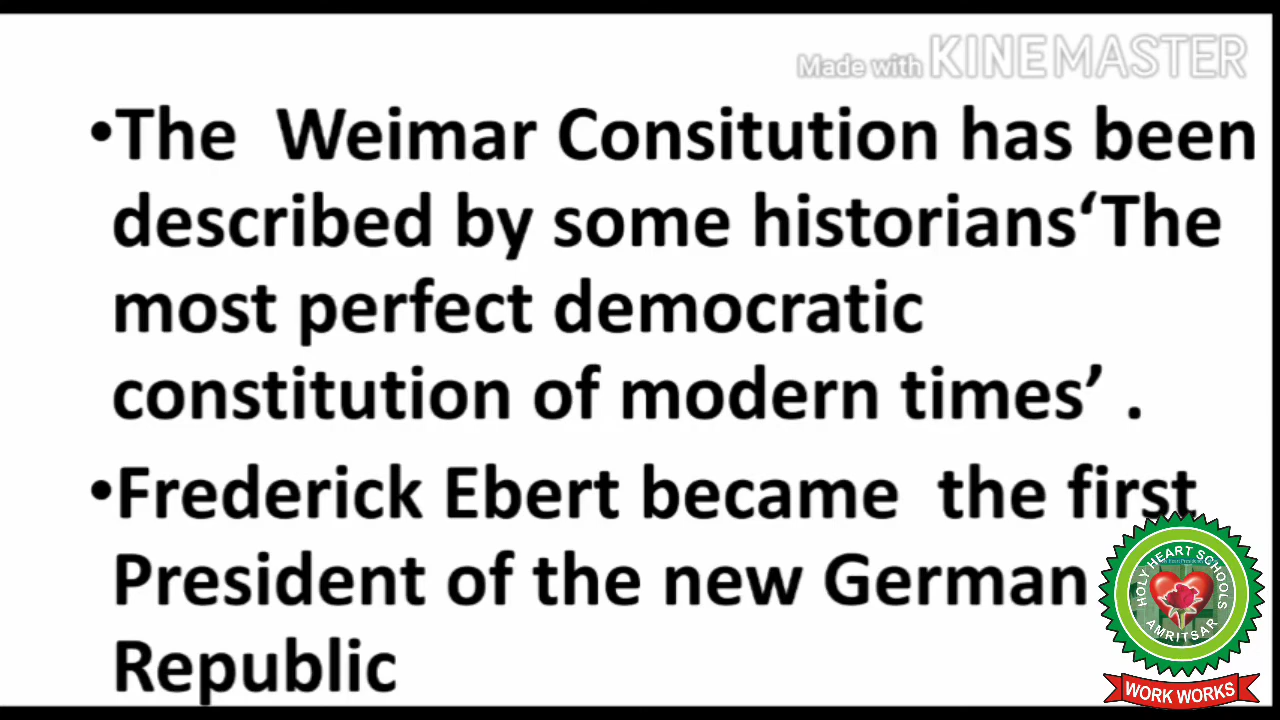 Made with KINEMASTER
•The Weimar Consitution has been
described by some historians‘The
most perfect democratic
constitution of modern times’ .
•Frederick Ebert became the first
President of the new German
Republic
HOLY HEART SCHOOLS
AMRITSAR
WORK WORKS